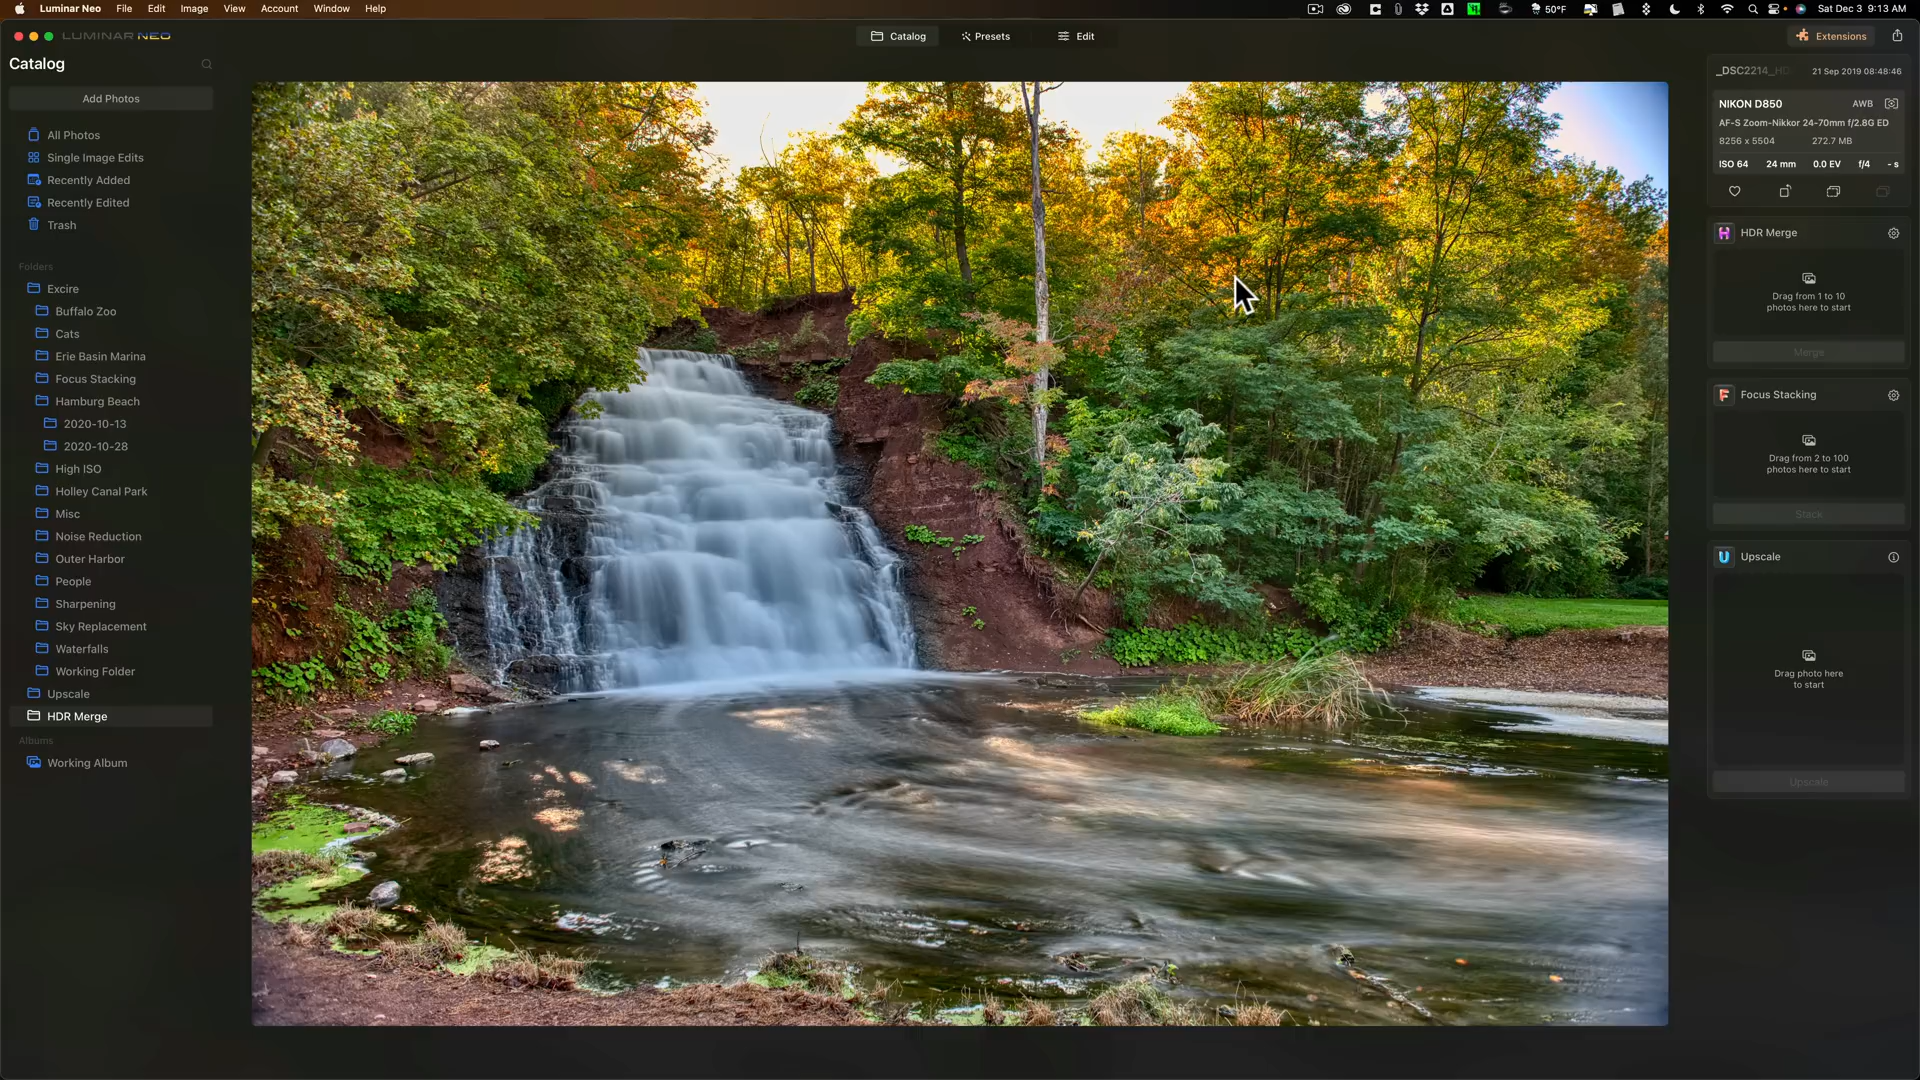 Luminar Neo File Edit Image View Account Window Help
50°F Sat Dec 3 9:13 AM
LUMINAR NEO
Catalog Presets Edit
Extensions
Catalog
Add Photos
All Photos
Single Image Edits
Recently Added
Recently Edited
Trash
Folders
Excire
Buffalo Zoo
Cats
Erie Basin Marina
Focus Stacking
Hamburg Beach
2020-10-13
2020-10-28
High ISO
Holley Canal Park
Misc
Noise Reduction
Outer Harbor
People
Sharpening
Sky Replacement
Waterfalls
Working Folder
Upscale
HDR Merge
Albums
Working Album
_DSC2214_HD 21 Sep 2019 08:48:46
NIKON D850 AWB
AF-S Zoom-Nikkor 24-70mm f/2.8G ED
8256 x 5504 272.7 MB
ISO 64 24 mm 0.0 EV f/4 - s
HDR Merge
Drag from 1 to 10
photos here to start
Merge
Focus Stacking
Drag from 2 to 100
photos here to start
Stack
Upscale
Drag photo here
to start
Upscale